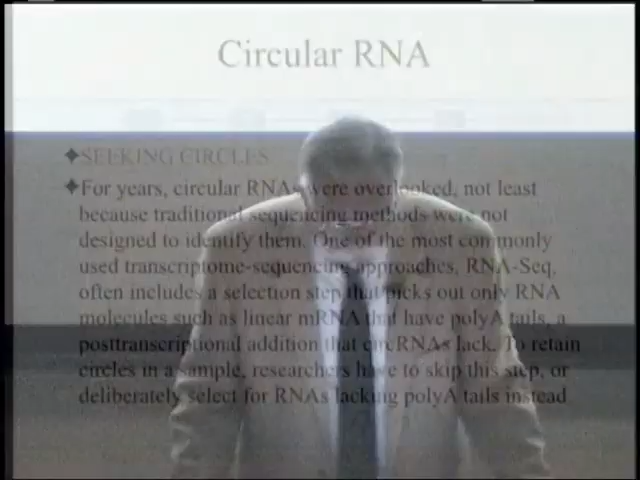 Circular RNA
✦SEEKING CIRCLES
✦For years, circular RNAs were overlooked, not least
because traditional sequencing methods were not
designed to identify them. One of the most commonly
used transcriptome-sequencing approaches, RNA-Seq,
often includes a selection step that picks out only RNA
molecules such as linear mRNA that have polyA tails, a
posttranscriptional addition that circRNAs lack. To retain
circles in a sample, researchers have to skip this step, or
deliberately select for RNAs lacking polyA tails instead